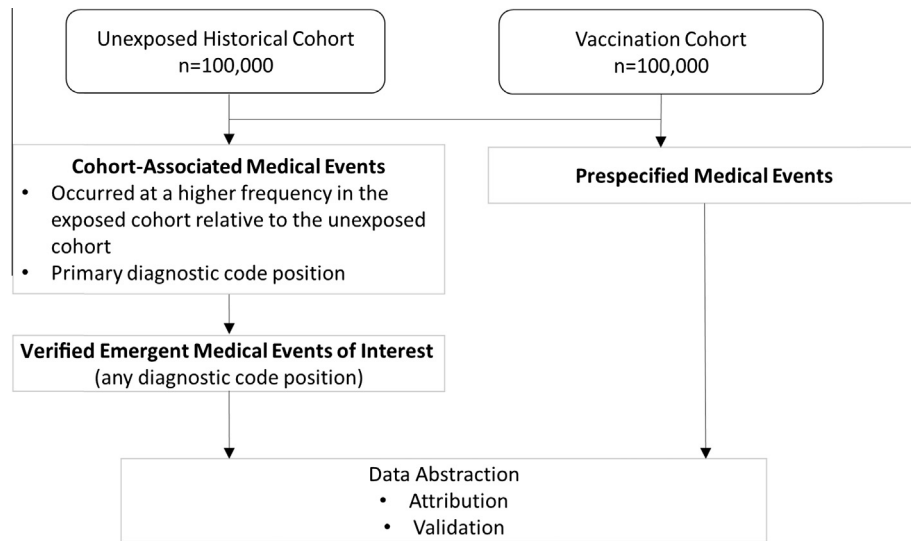 Unexposed Historical Cohort
n=100,000
Vaccination Cohort
n=100,000
Cohort-Associated Medical Events
• Occurred at a higher frequency in the
exposed cohort relative to the unexposed
cohort
• Primary diagnostic code position
Prespecified Medical Events
Verified Emergent Medical Events of Interest
(any diagnostic code position)
Data Abstraction
• Attribution
• Validation